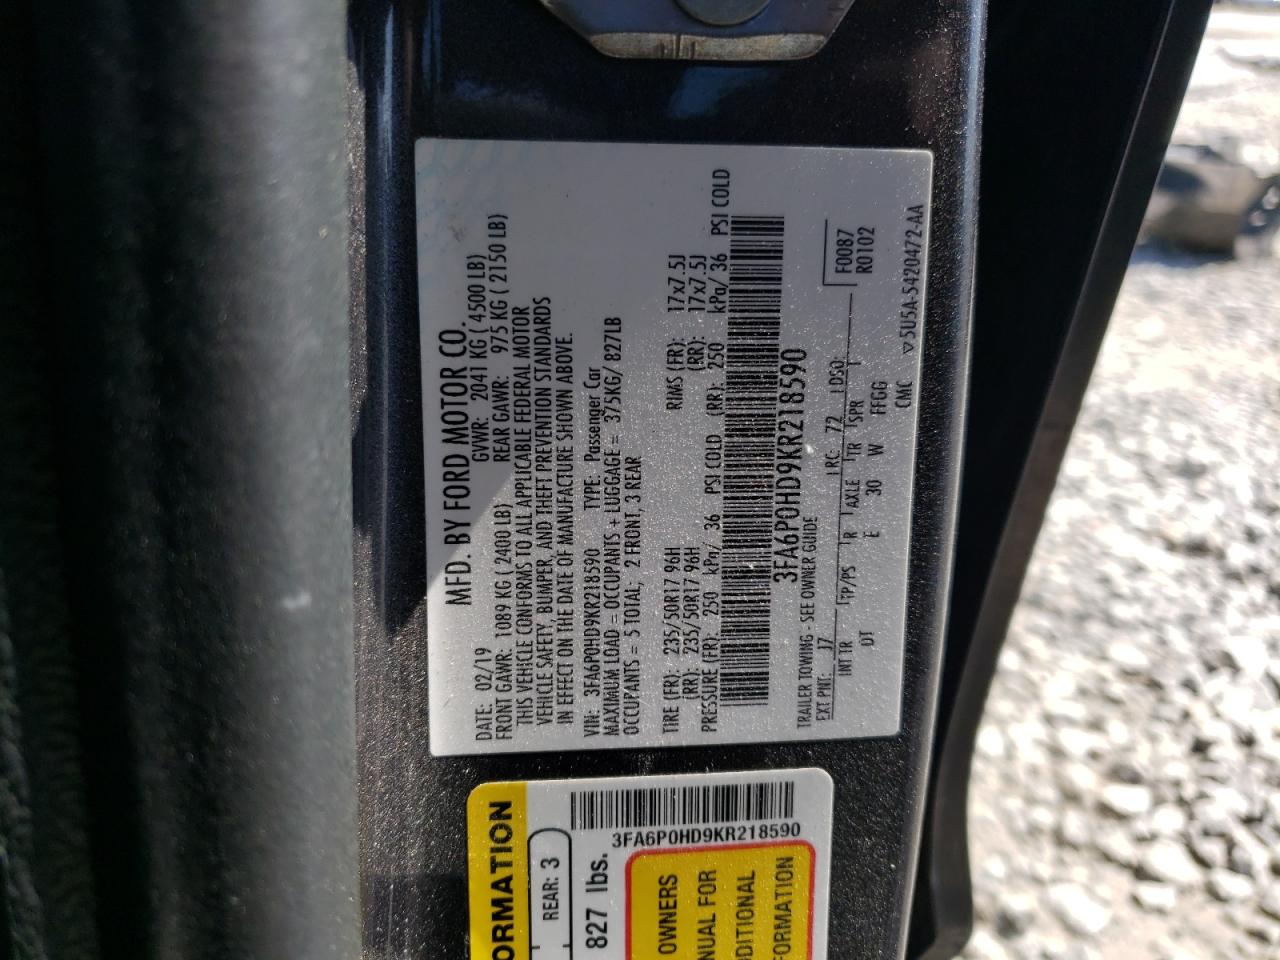 MFD. BY FORD MOTOR CO.
DATE: 02/19 GVWR: 2041 KG ( 4500 LB)
FRONT GAWR: 1089 KG ( 2400 LB) REAR GAWR: 975 KG ( 2150 LB)
THIS VEHICLE CONFORMS TO ALL APPLICABLE FEDERAL MOTOR
VEHICLE SAFETY, BUMPER, AND THEFT PREVENTION STANDARDS
IN EFFECT ON THE DATE OF MANUFACTURE SHOWN ABOVE.
VIN: 3FA6P0HD9KR218590 TYPE: Passenger Car
MAXIMUM LOAD = OCCUPANTS + LUGGAGE = 375KG/ 827LB
OCCUPANTS = 5 TOTAL; 2 FRONT, 3 REAR
TIRE (FR): 235/50R17 96H RIMS (FR): 17x7.5J
(RR): 235/50R17 96H (RR): 17x7.5J
PRESSURE (FR): 250 kPa/ 36 PSI COLD (RR): 250 kPa/ 36 PSI COLD
3FA6P0HD9KR218590
TRAILER TOWING - SEE OWNER GUIDE
F0087
R0102
EXT PNT: J7 RC: 72 DSO:
INT TR TP/PS R AXLE TR SPR T
UT E 30 W FFGG
CMC ▽5U5A-5420472-AA
ORMATION
REAR: 3
827 lbs.
3FA6P0HD9KR218590
OWNERS
NUAL FOR
DDITIONAL
FORMATION